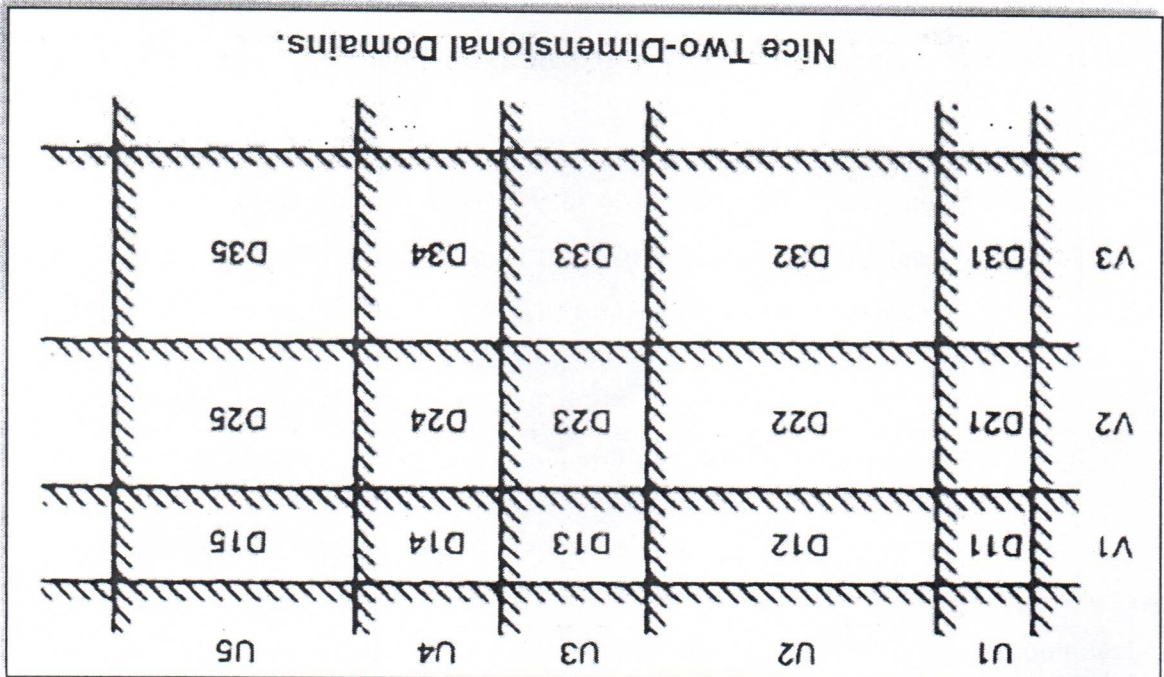 U1 U2 U3 U4 U5
V1 D11 D12 D13 D14 D15
V2 D21 D22 D23 D24 D25
V3 D31 D32 D33 D34 D35
Nice Two-Dimensional Domains.